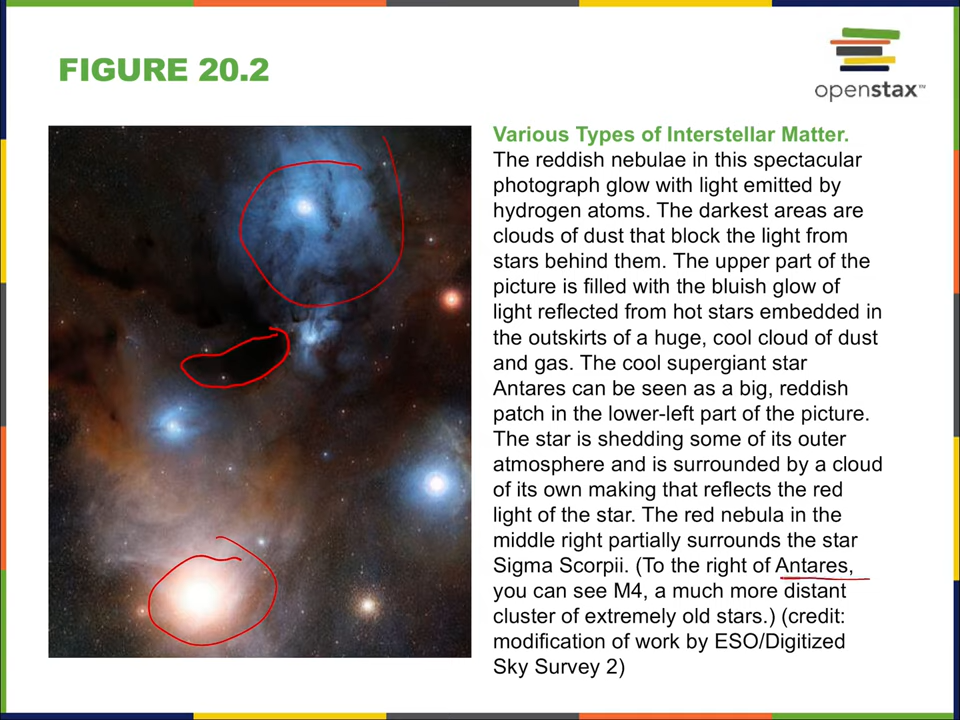 FIGURE 20.2
openstax™
Various Types of Interstellar Matter.
The reddish nebulae in this spectacular
photograph glow with light emitted by
hydrogen atoms. The darkest areas are
clouds of dust that block the light from
stars behind them. The upper part of the
picture is filled with the bluish glow of
light reflected from hot stars embedded in
the outskirts of a huge, cool cloud of dust
and gas. The cool supergiant star
Antares can be seen as a big, reddish
patch in the lower-left part of the picture.
The star is shedding some of its outer
atmosphere and is surrounded by a cloud
of its own making that reflects the red
light of the star. The red nebula in the
middle right partially surrounds the star
Sigma Scorpii. (To the right of Antares,
you can see M4, a much more distant
cluster of extremely old stars.) (credit:
modification of work by ESO/Digitized
Sky Survey 2)